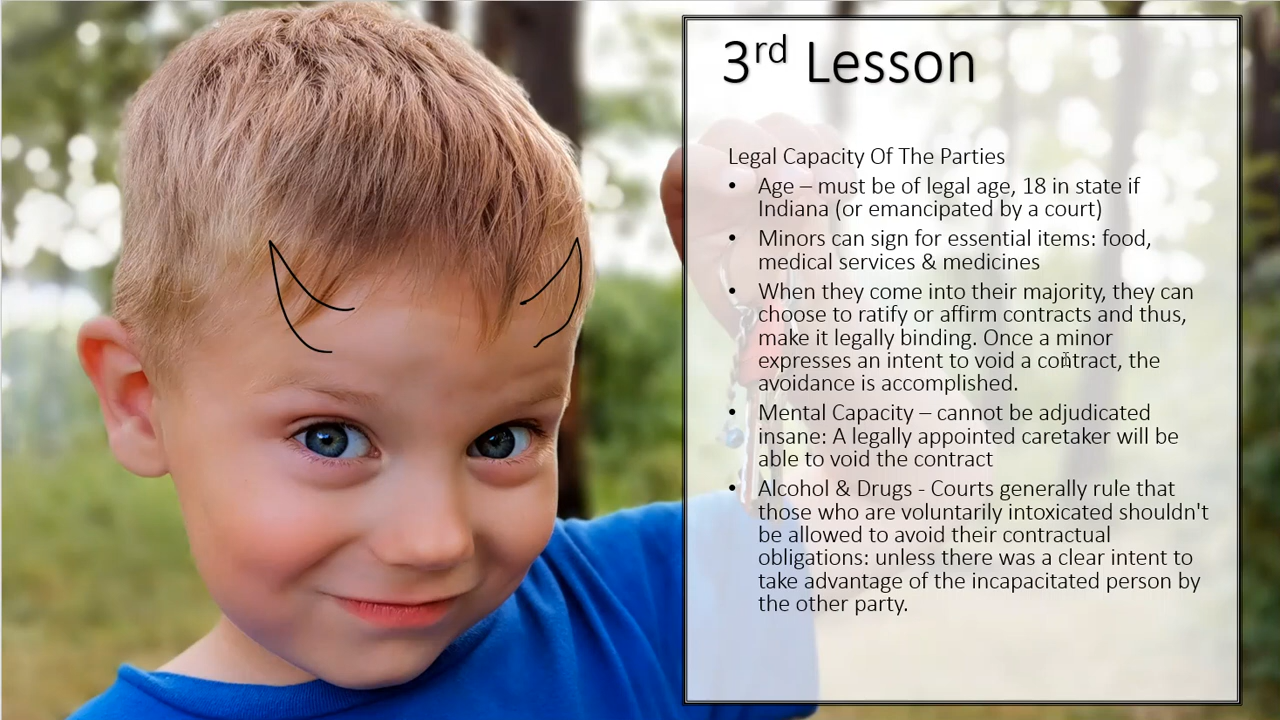 3rd Lesson
Legal Capacity Of The Parties
• Age – must be of legal age, 18 in state if
Indiana (or emancipated by a court)
• Minors can sign for essential items: food,
medical services & medicines
• When they come into their majority, they can
choose to ratify or affirm contracts and thus,
make it legally binding. Once a minor
expresses an intent to void a contract, the
avoidance is accomplished.
• Mental Capacity – cannot be adjudicated
insane: A legally appointed caretaker will be
able to void the contract
• Alcohol & Drugs - Courts generally rule that
those who are voluntarily intoxicated shouldn't
be allowed to avoid their contractual
obligations: unless there was a clear intent to
take advantage of the incapacitated person by
the other party.